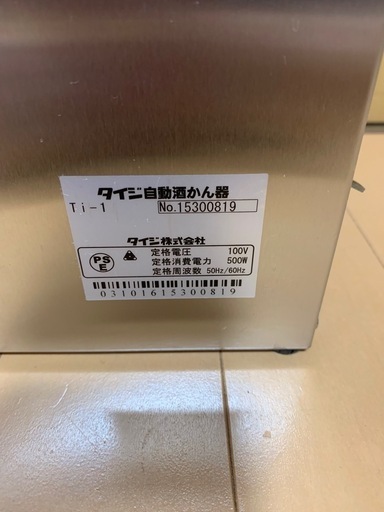 タイジ自動酒かん器
Ti-1 No.15300819
タイジ株式会社
PS E 定格電圧 100V
定格消費電力 500W
定格周波数 50Hz/60Hz
03101615300819